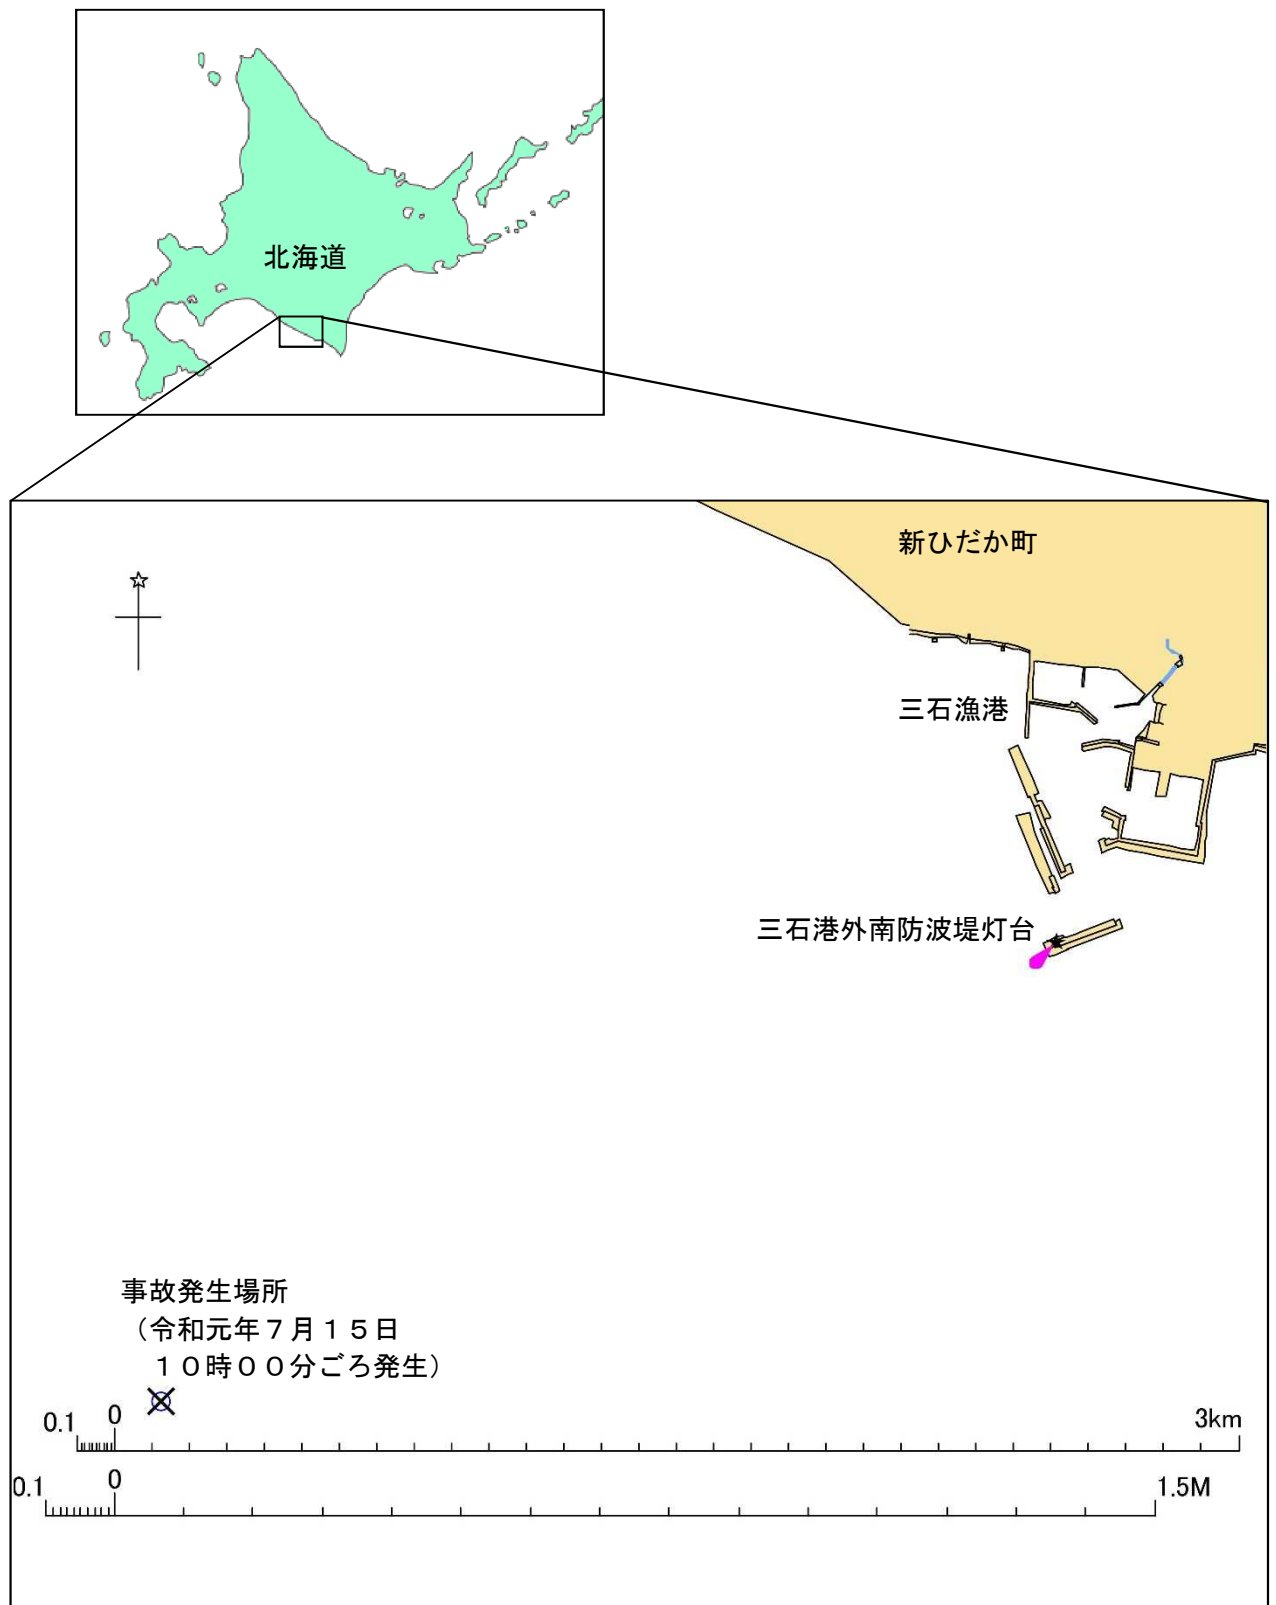 北海道
新ひだか町
三石漁港
三石港外南防波堤灯台
事故発生場所
（令和元年７月１５日
１０時００分ごろ発生）
0.1 0 3km
0.1 0 1.5M